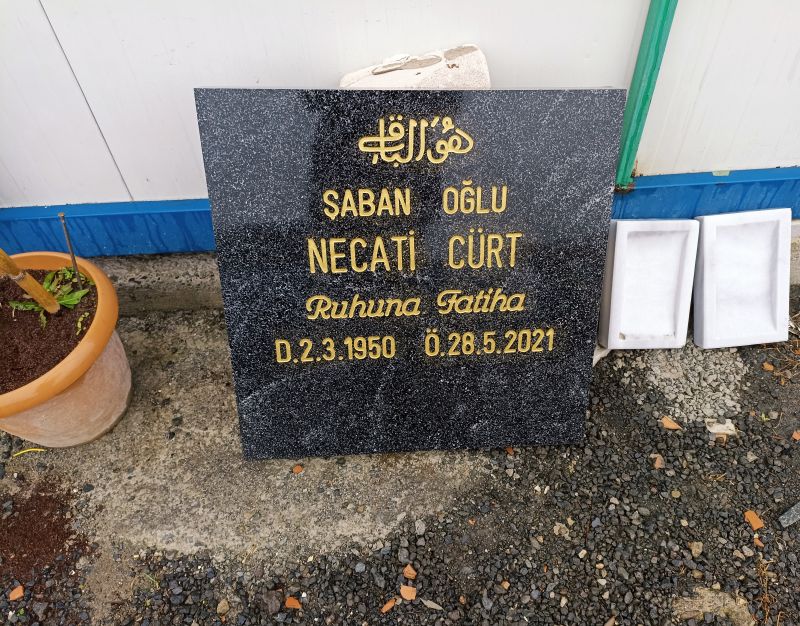 هو الباقي
ŞABAN OĞLU
NECATİ CÜRT
Ruhuna Fatiha
D.2.3.1950 Ö.28.5.2021